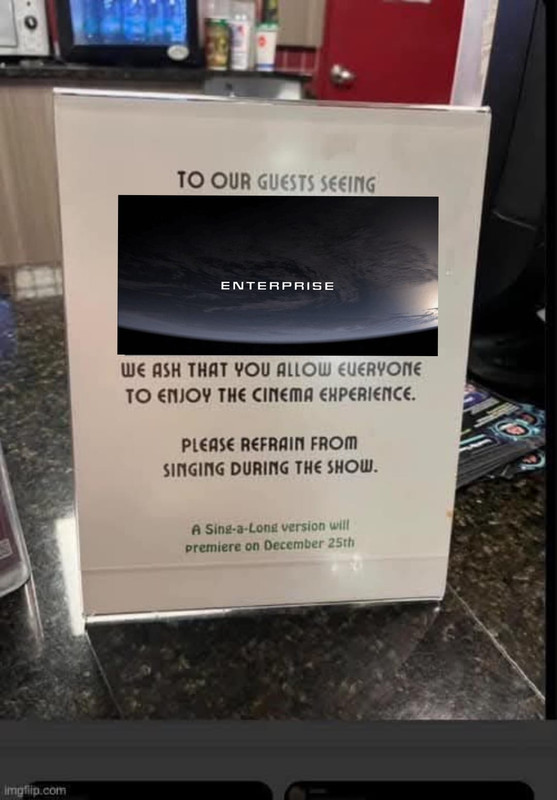 TO OUR GUESTS SEEING
ENTERPRISE
WE ASK THAT YOU ALLOW EVERYONE
TO ENJOY THE CINEMA EXPERIENCE.
PLEASE REFRAIN FROM
SINGING DURING THE SHOW.
A Sing-a-Long version will
premiere on December 25th
imgflip.com